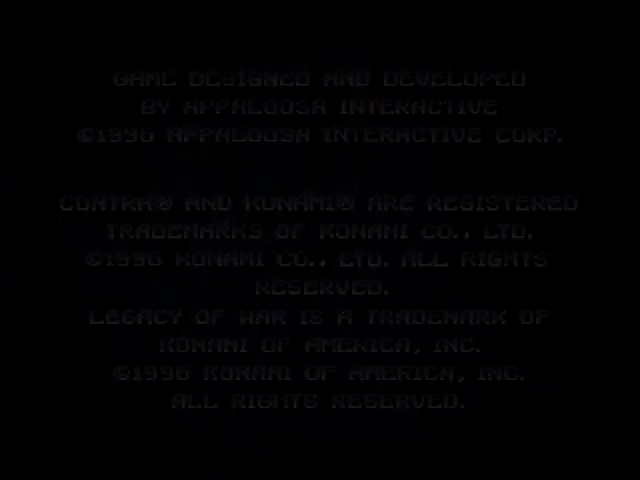 GAME DESIGNED AND DEVELOPED
BY APPALOOSA INTERACTIVE
©1996 APPALOOSA INTERACTIVE CORP.
CONTRA® AND KONAMI® ARE REGISTERED
TRADEMARKS OF KONAMI CO., LTD.
©1996 KONAMI CO., LTD. ALL RIGHTS
RESERVED.
LEGACY OF WAR IS A TRADEMARK OF
KONAMI OF AMERICA, INC.
©1996 KONAMI OF AMERICA, INC.
ALL RIGHTS RESERVED.